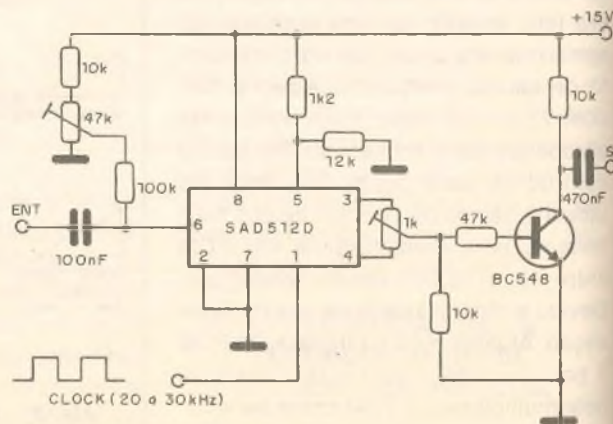 +15V
10k
47k
1k2
10k
12k
100k
S
470nF
ENT
100nF
8
5
3
6
SAD512D
1k
47k
2
7
1
4
BC548
10k
CLOCK (20 a 30kHz)